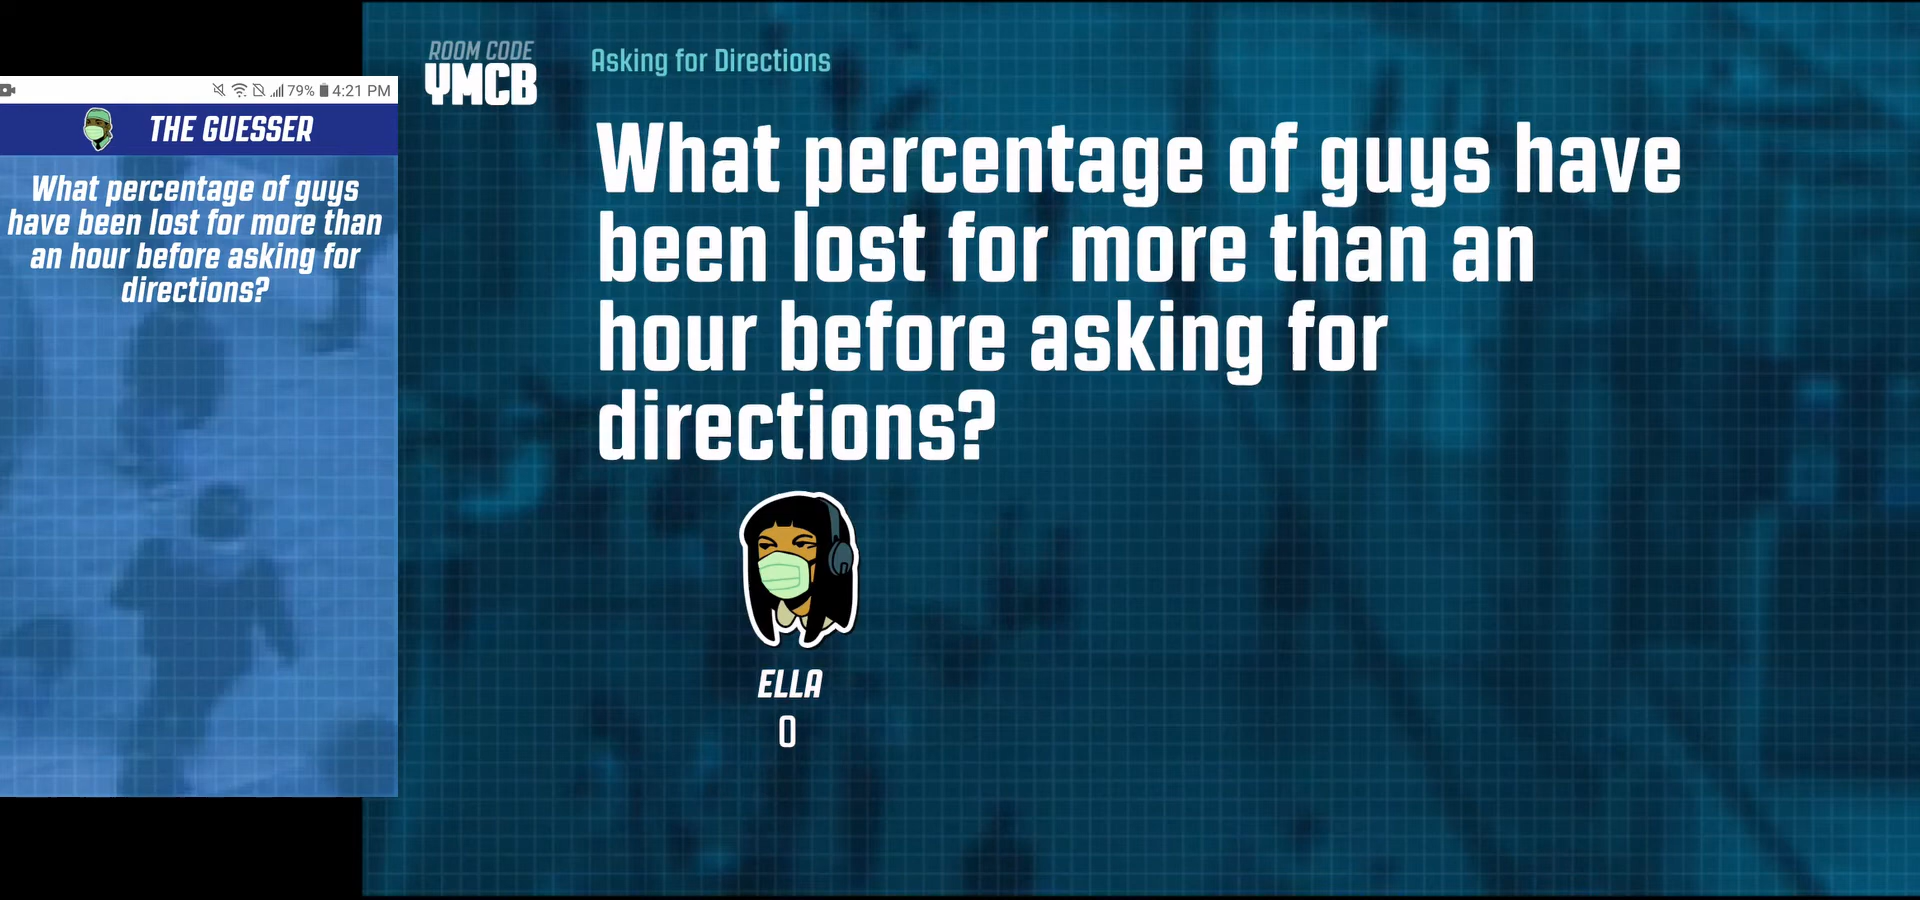 79% 4:21 PM
THE GUESSER
What percentage of guys
have been lost for more than
an hour before asking for
directions?
ROOM CODE
YMCB
Asking for Directions
What percentage of guys have
been lost for more than an
hour before asking for
directions?
ELLA
0